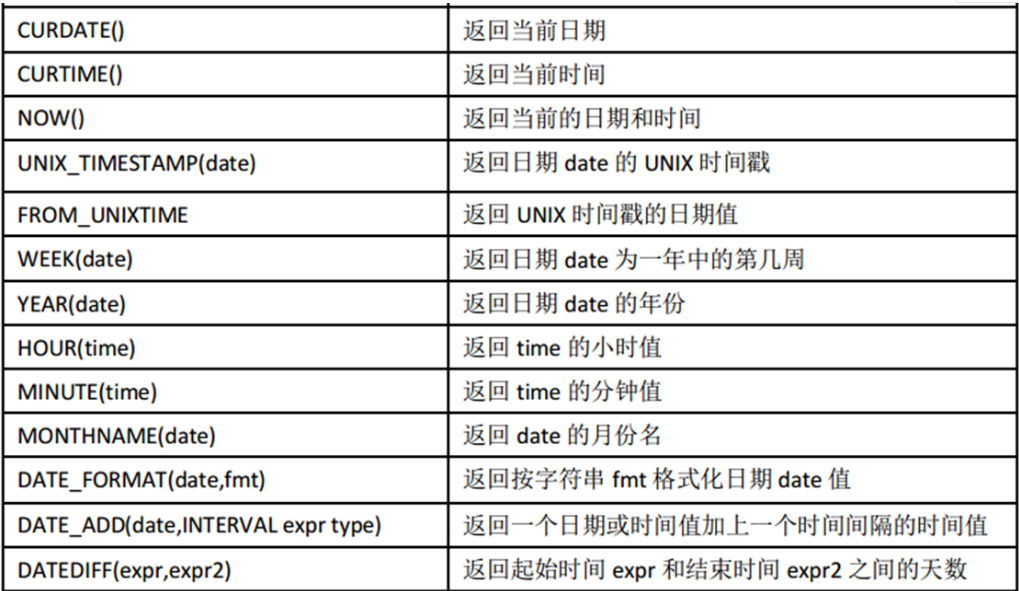 CURDATE() 返回当前日期
CURTIME() 返回当前时间
NOW() 返回当前的日期和时间
UNIX_TIMESTAMP(date) 返回日期 date 的 UNIX 时间戳
FROM_UNIXTIME 返回 UNIX 时间戳的日期值
WEEK(date) 返回日期 date 为一年中的第几周
YEAR(date) 返回日期 date 的年份
HOUR(time) 返回 time 的小时值
MINUTE(time) 返回 time 的分钟值
MONTHNAME(date) 返回 date 的月份名
DATE_FORMAT(date,fmt) 返回按字符串 fmt 格式化日期 date 值
DATE_ADD(date,INTERVAL expr type) 返回一个日期或时间值加上一个时间间隔的时间值
DATEDIFF(expr,expr2) 返回起始时间 expr 和结束时间 expr2 之间的天数